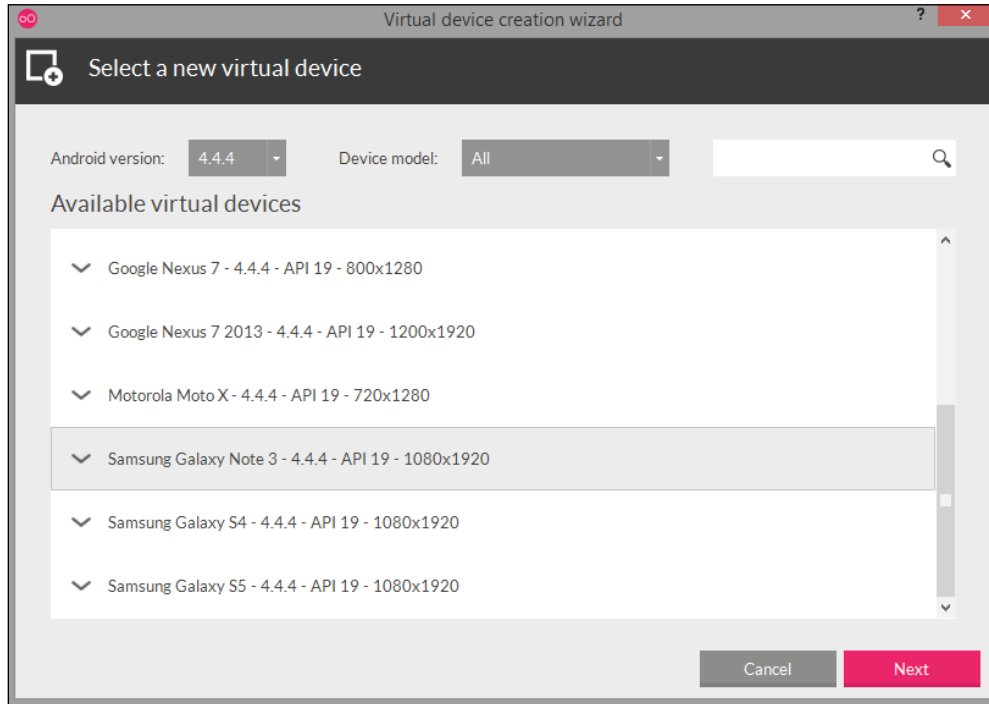 Virtual device creation wizard ?
Select a new virtual device
Android version: 4.4.4 Device model: All
Available virtual devices
Google Nexus 7 - 4.4.4 - API 19 - 800x1280
Google Nexus 7 2013 - 4.4.4 - API 19 - 1200x1920
Motorola Moto X - 4.4.4 - API 19 - 720x1280
Samsung Galaxy Note 3 - 4.4.4 - API 19 - 1080x1920
Samsung Galaxy S4 - 4.4.4 - API 19 - 1080x1920
Samsung Galaxy S5 - 4.4.4 - API 19 - 1080x1920
Cancel Next